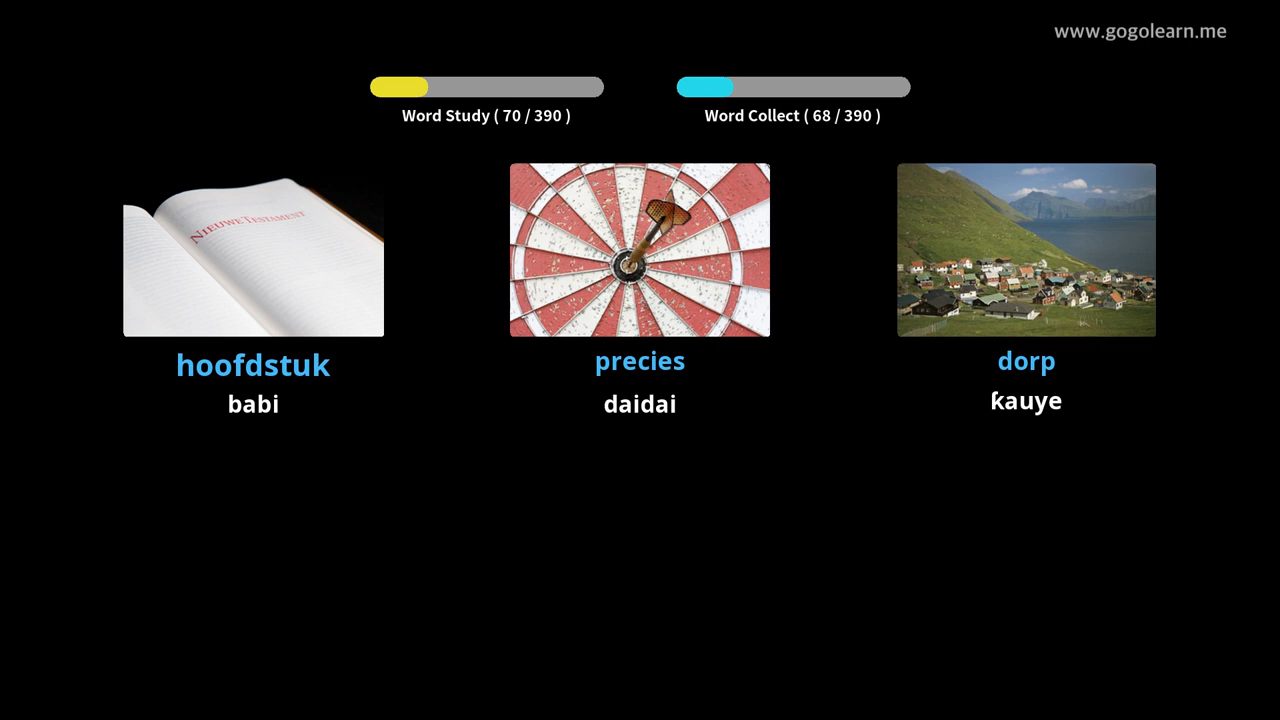 www.gogolearn.me
Word Study ( 70 / 390 )
Word Collect ( 68 / 390 )
NIEUWE TESTAMENT
hoofdstuk
precies
dorp
babi
daidai
ƙauye